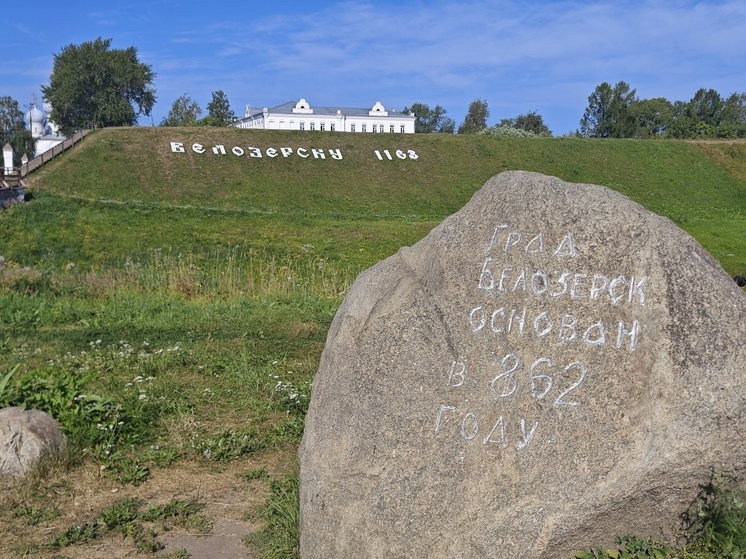 БЕЛОЗЕРСКУ 1163
ГРАД
БЕЛОЗЕРСК
ОСНОВАН
В 862
ГОДУ.